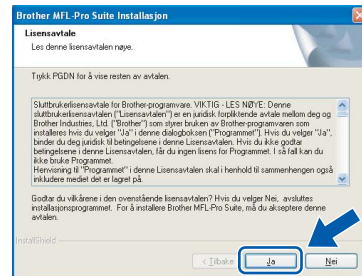 Brother MFL-Pro Suite Installasjon
Lisensavtale
Les denne lisensavtalen nøye.
Trykk PGDN for å vise resten av avtalen.
Sluttbrukerlisensavtale for Brother-programvare. VIKTIG - LES NØYE: Denne
sluttbrukerlisensavtalen ("Lisensavtalen") er en juridisk forpliktende avtale mellom deg og
Brother Industries, Ltd. ("Brother") som styrer bruken av Brother-programvaren som
installeres hvis du velger "Ja" i denne dialogboksen ("Programmet"). Hvis du velger "Ja",
binder du deg juridisk til betingelsene i denne Lisensavtalen. Hvis du ikke godtar
betingelsene i denne Lisensavtalen, får du ingen lisens for Programmet. I så fall kan du
ikke bruke Programmet.
Henvisning til "Programmet" i denne Lisensavtalen skal i henhold til sammenhengen også
inkludere mediet det er lagret på.
Godtar du vilkårene i den ovenstående lisensavtalen? Hvis du velger Nei, avsluttes
installasjonsprogrammet. For å installere Brother MFL-Pro Suite, må du akseptere denne
avtalen.
InstallShield
< Tilbake
Ja
Nei